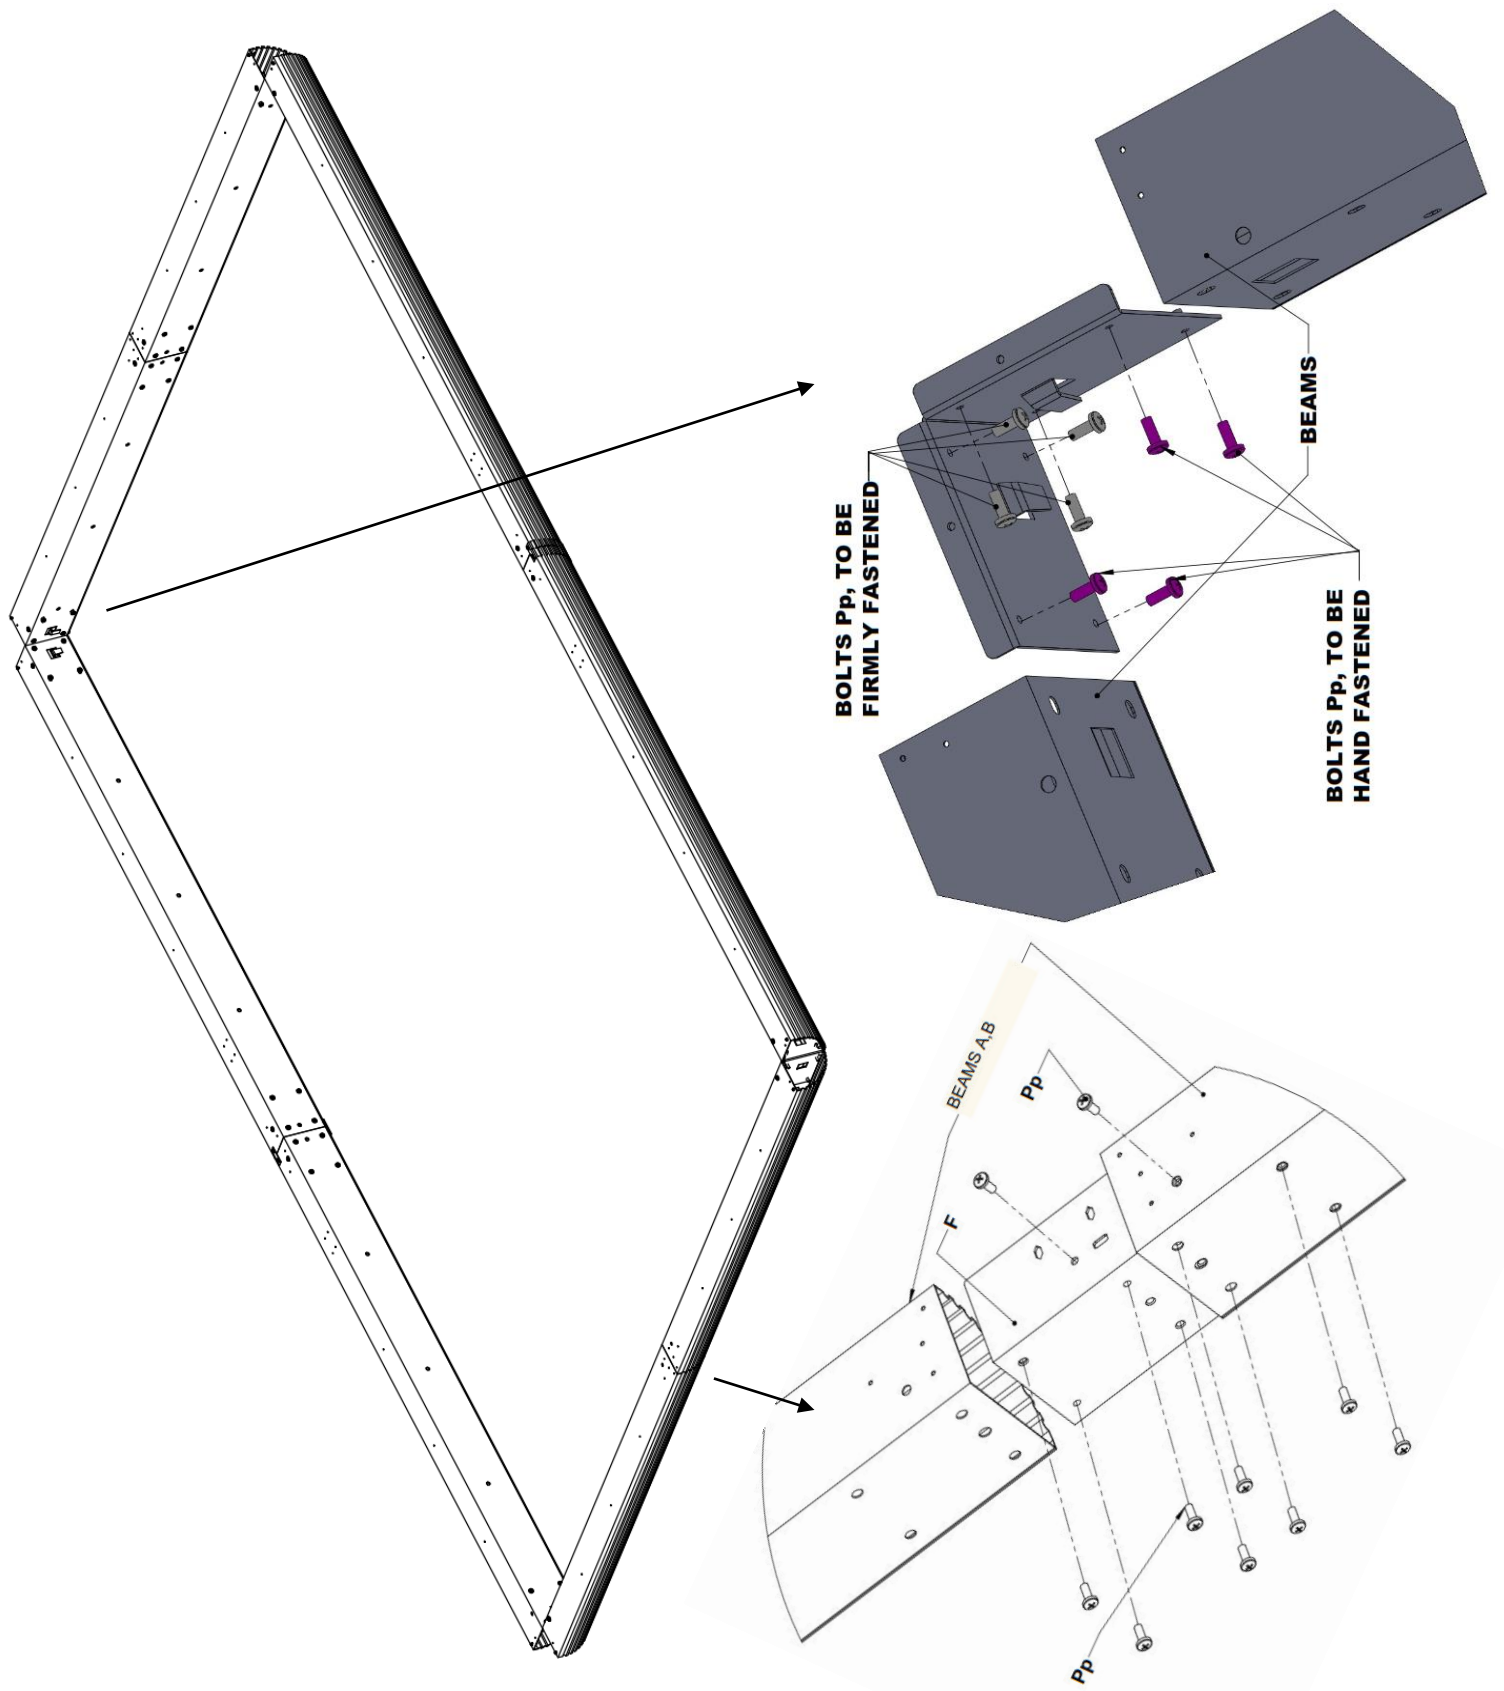 BOLTS Pp, TO BE
FIRMLY FASTENED
BEAMS
BOLTS Pp, TO BE
HAND FASTENED
BEAMS A,B
Pp
F
Pp